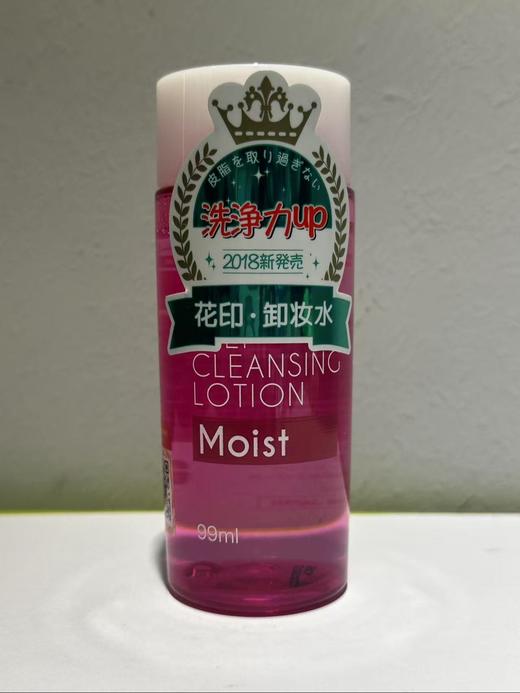 皮脂を取り過ぎない
洗浄力up
2018新発売
花印·卸妆水
CLEANSING
LOTION
Moist
99ml